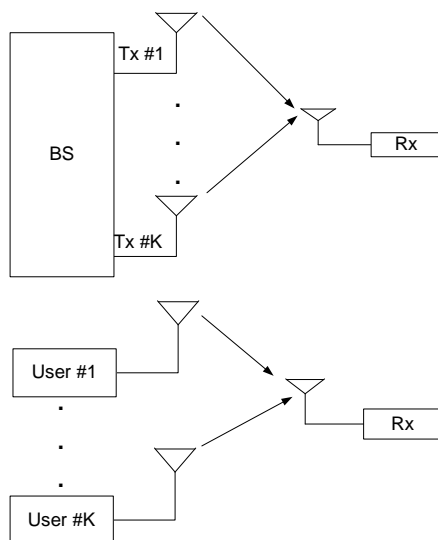 Tx #1
BS
Rx
Tx #K
User #1
Rx
User #K